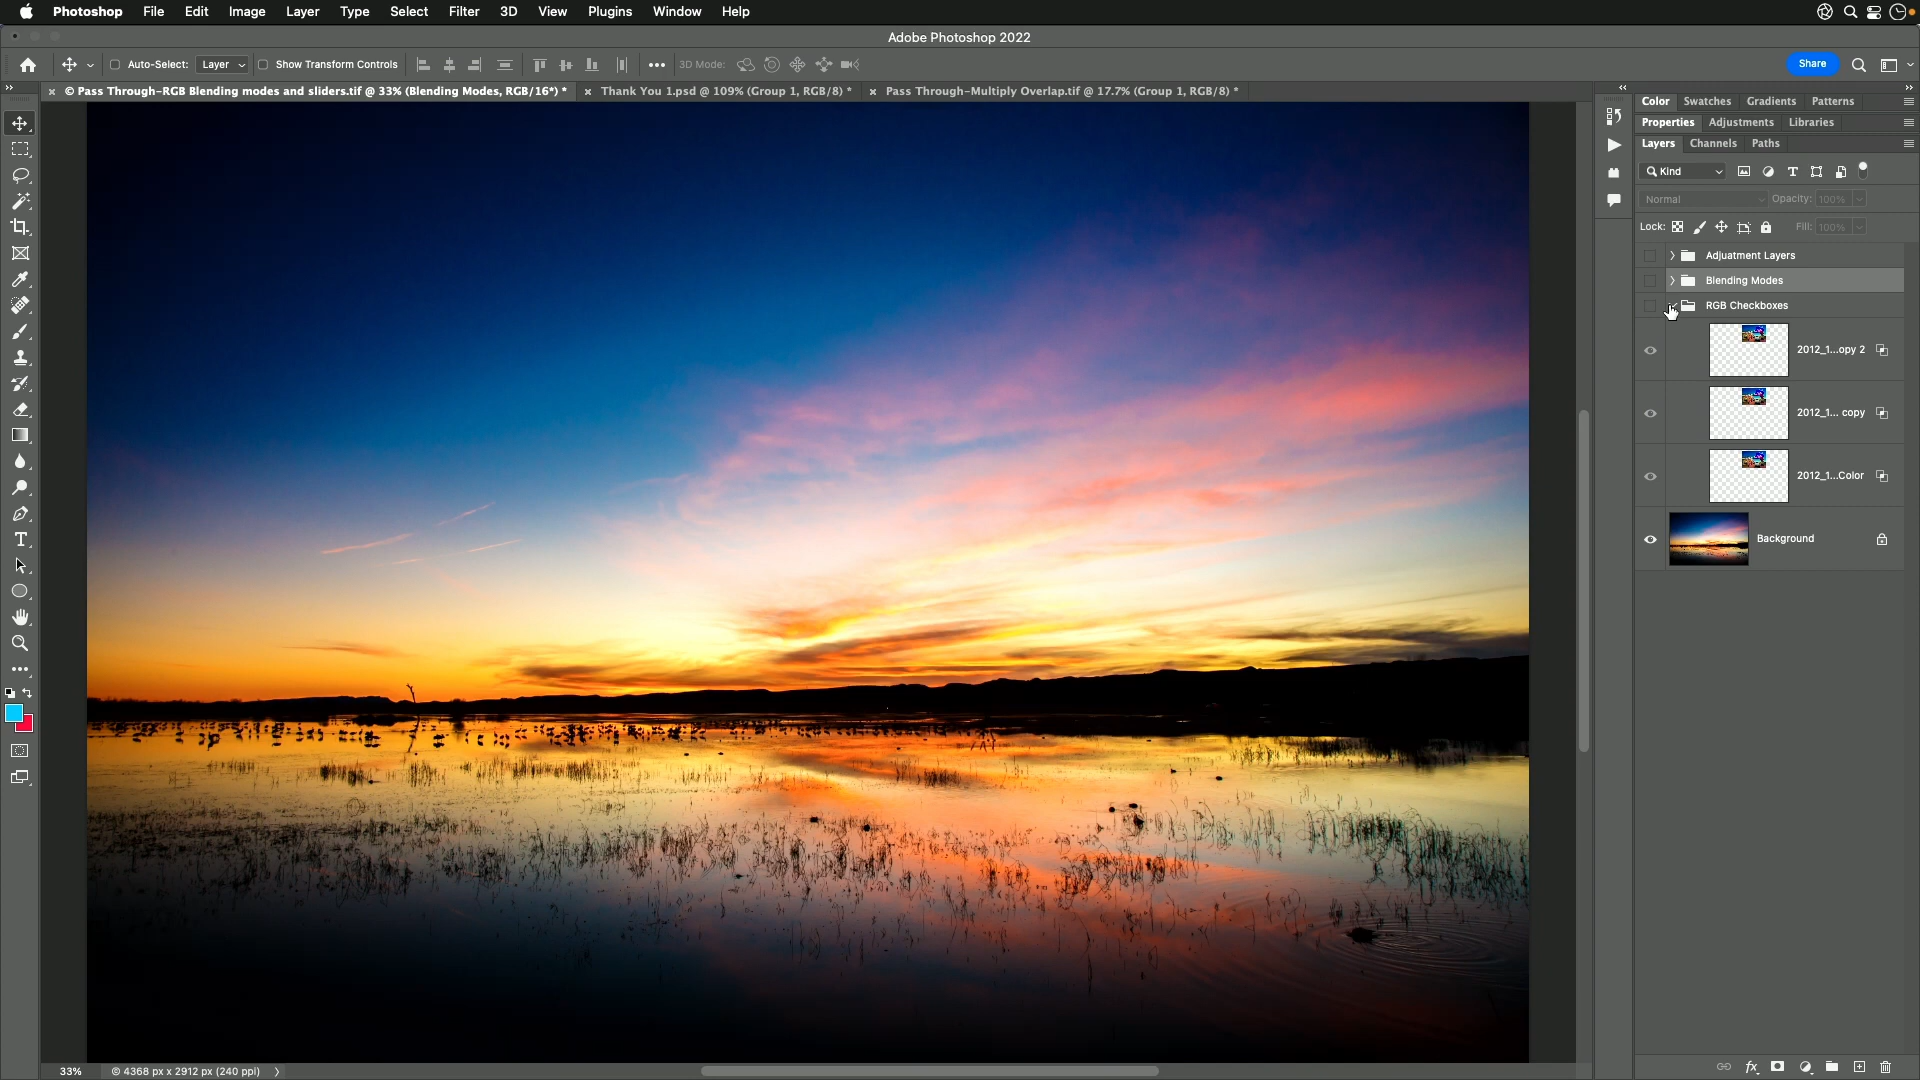 Photoshop File Edit Image Layer Type Select Filter 3D View Plugins Window Help
Adobe Photoshop 2022
Auto-Select: Layer Show Transform Controls 3D Mode: Share
© Pass Through-RGB Blending modes and sliders.tif @ 33% (Blending Modes, RGB/16*) * Thank You 1.psd @ 109% (Group 1, RGB/8) * Pass Through-Multiply Overlap.tif @ 17.7% (Group 1, RGB/8) *
Color Swatches Gradients Patterns
Properties Adjustments Libraries
Layers Channels Paths
Kind
Normal Opacity: 100%
Lock: Fill: 100%
Adjuatment Layers
Blending Modes
RGB Checkboxes
2012_1...opy 2
2012_1... copy
2012_1...Color
Background
33% © 4368 px x 2912 px (240 ppi)